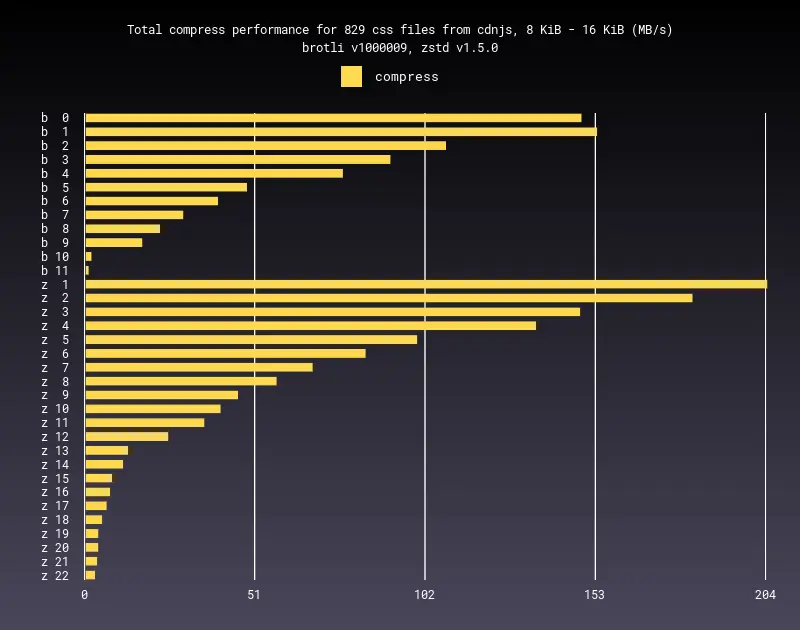 Total compress performance for 829 css files from cdnjs, 8 KiB - 16 KiB (MB/s)
brotli v1000009, zstd v1.5.0
compress
b 0
b 1
b 2
b 3
b 4
b 5
b 6
b 7
b 8
b 9
b 10
b 11
z 1
z 2
z 3
z 4
z 5
z 6
z 7
z 8
z 9
z 10
z 11
z 12
z 13
z 14
z 15
z 16
z 17
z 18
z 19
z 20
z 21
z 22
0 51 102 153 204